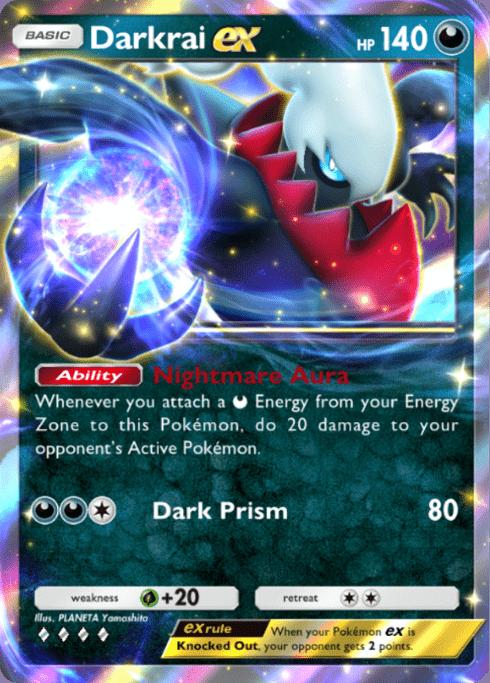 BASIC Darkrai ex HP 140
Ability Nightmare Aura
Whenever you attach a Energy from your Energy
Zone to this Pokémon, do 20 damage to your
opponent's Active Pokémon.
Dark Prism 80
weakness +20 retreat
Illus. PLANETA Yamashita
ex rule When your Pokémon ex is
Knocked Out, your opponent gets 2 points.